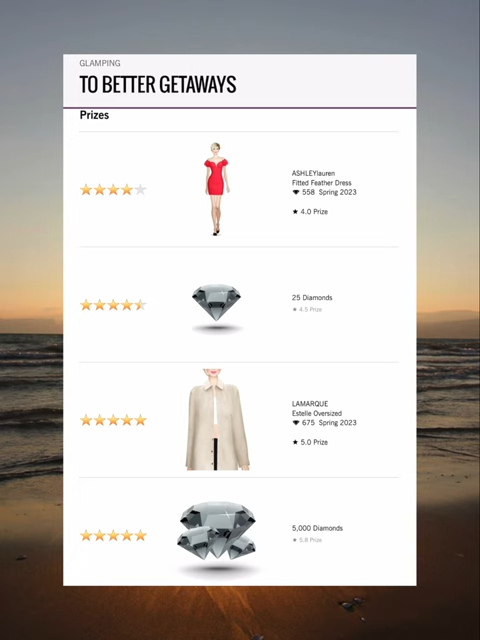 GLAMPING
TO BETTER GETAWAYS
Prizes
ASHLEYlauren
Fitted Feather Dress
558 Spring 2023
★ 4.0 Prize
25 Diamonds
★ 4.5 Prize
LAMARQUE
Estelle Oversized
675 Spring 2023
★ 5.0 Prize
5,000 Diamonds
★ 5.8 Prize